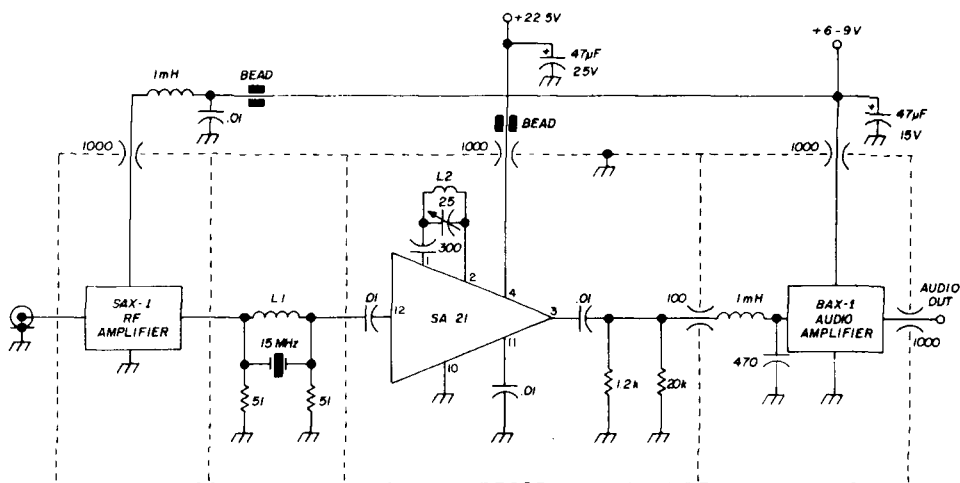 +22.5V
+6-9V
47µF
25V
1mH
BEAD
.01
BEAD
47µF
15V
1000
1000
1000
L2
25
300
1
2
4
SAX-1
RF
AMPLIFIER
L1
.01
12
SA 21
3
.01
100
1mH
BAX-1
AUDIO
AMPLIFIER
AUDIO
OUT
1000
15 MHz
11
10
.01
470
51
51
1.2k
20k